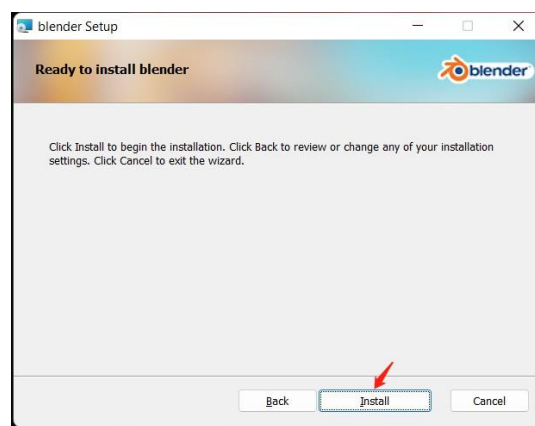 blender Setup
Ready to install blender
blender
Click Install to begin the installation. Click Back to review or change any of your installation
settings. Click Cancel to exit the wizard.
Back
Install
Cancel